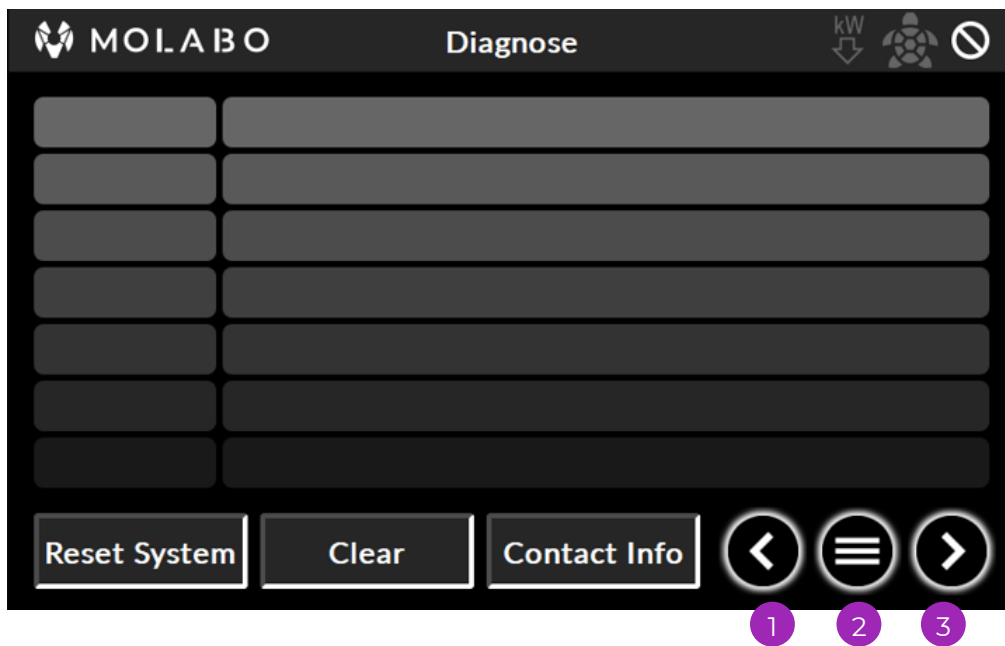 MOLABO
Diagnose
kW
Reset System
Clear
Contact Info
1
2
3